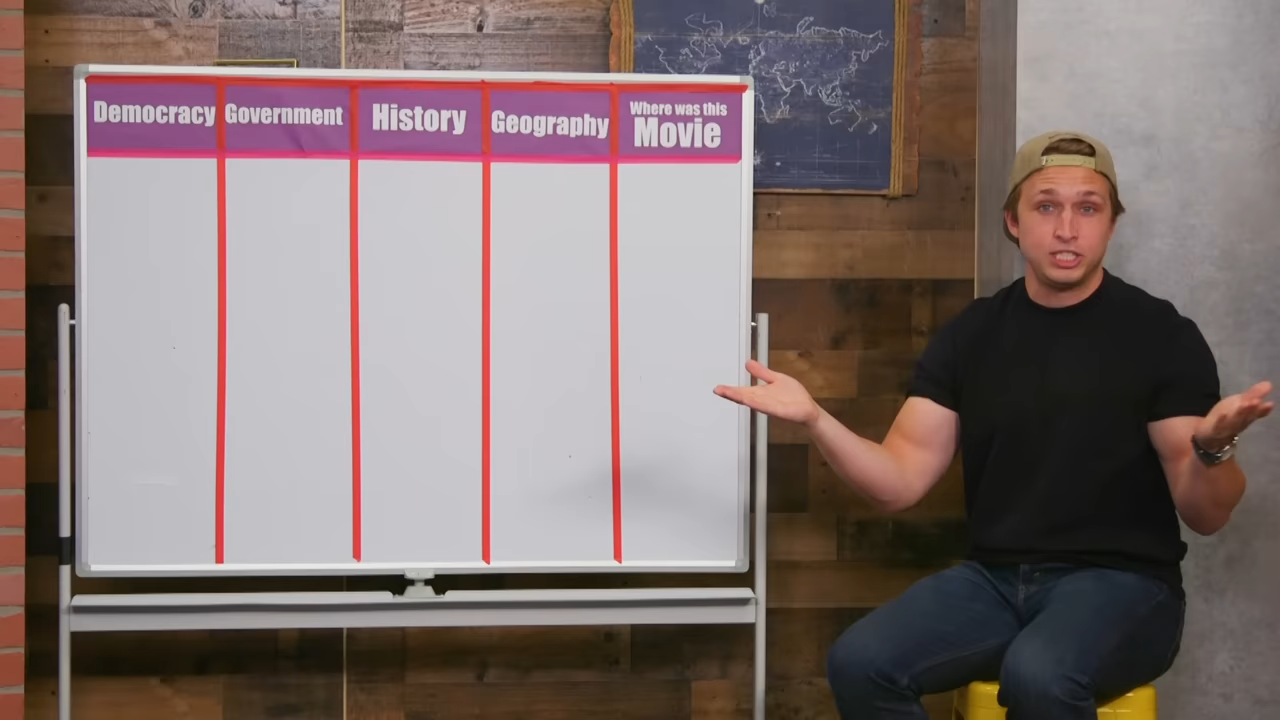 Democracy
Government
History
Geography
Where was this
Movie